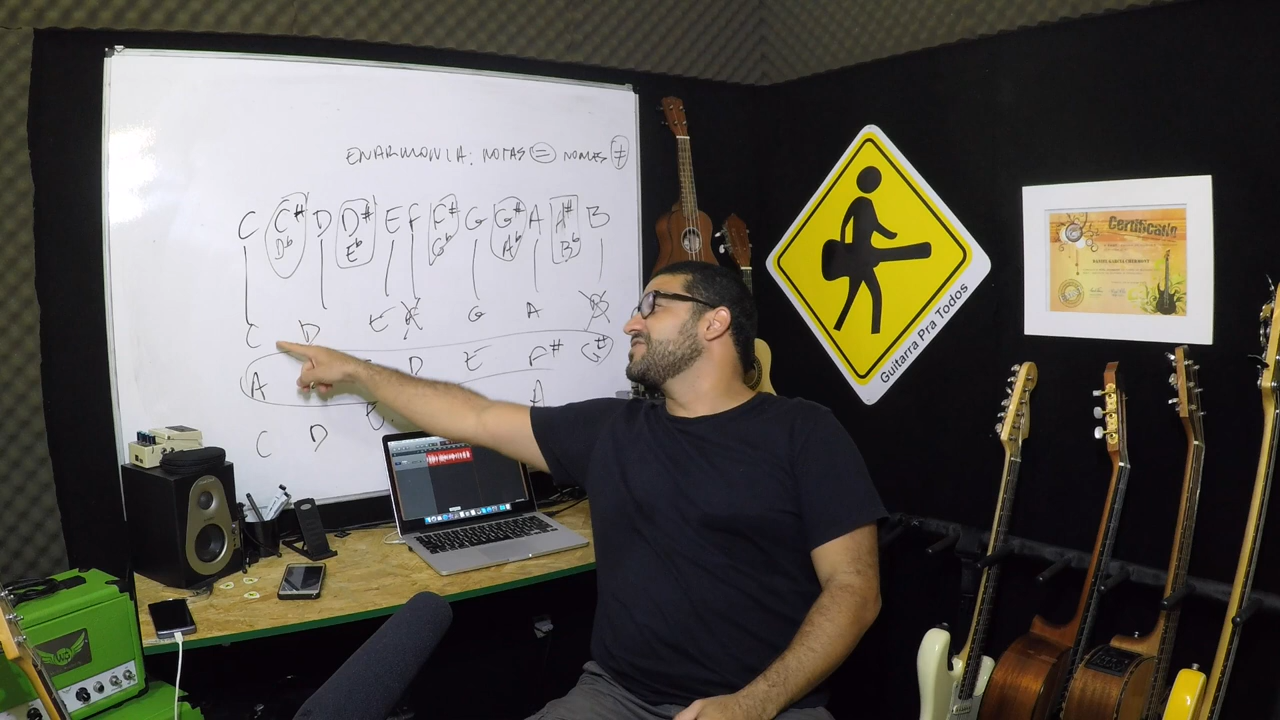 ENARMONIA: NOTAS = NOMES ≠
C C# D D# E F F# G G# A A# B
Db Eb Gb Ab Bb
C D E F G A B
A D E F# G#
A
C D
Guitarra Pra Todos
Certificado